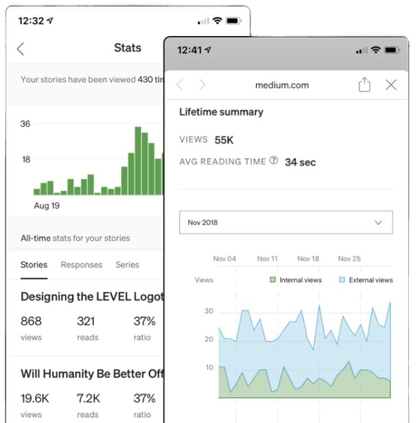 12:32
Stats
Your stories have been viewed 430
36
18
Aug 19
All-time stats for your stories
Stories Responses Series
Designing the LEVEL
868 321 37%
views reads ratio
Will Humanity Be Better Off
19.6K 7.2K 37%
views reads ratio
12:41
medium.com
Lifetime summary
VIEWS 55K
AVG READING TIME ? 34 sec
Nov 2018
Nov 04 Nov 11 Nov 18 Nov 25
Views Internal views External views
30
20
10